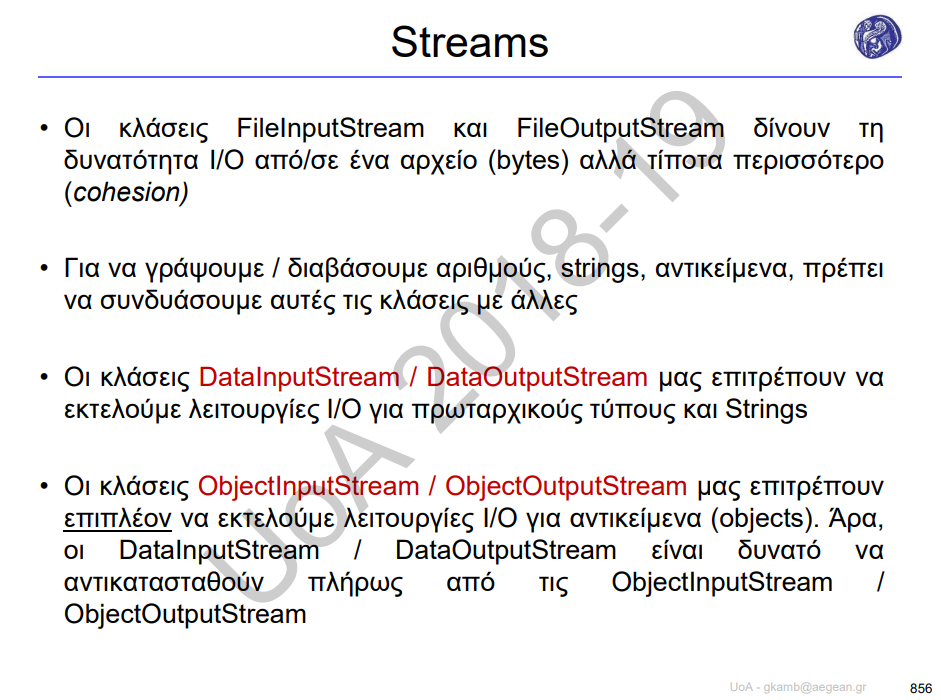 Streams
• Οι κλάσεις FileInputStream και FileOutputStream δίνουν τη
δυνατότητα I/O από/σε ένα αρχείο (bytes) αλλά τίποτα περισσότερο
(cohesion)
• Για να γράψουμε / διαβάσουμε αριθμούς, strings, αντικείμενα, πρέπει
να συνδυάσουμε αυτές τις κλάσεις με άλλες
• Οι κλάσεις DataInputStream / DataOutputStream μας επιτρέπουν να
εκτελούμε λειτουργίες I/O για πρωταρχικούς τύπους και Strings
• Οι κλάσεις ObjectInputStream / ObjectOutputStream μας επιτρέπουν
επιπλέον να εκτελούμε λειτουργίες I/O για αντικείμενα (objects). Άρα,
οι DataInputStream / DataOutputStream είναι δυνατό να
αντικατασταθούν πλήρως από τις ObjectInputStream /
ObjectOutputStream
UoA 2018-19
UoA - gkamb@aegean.gr
856